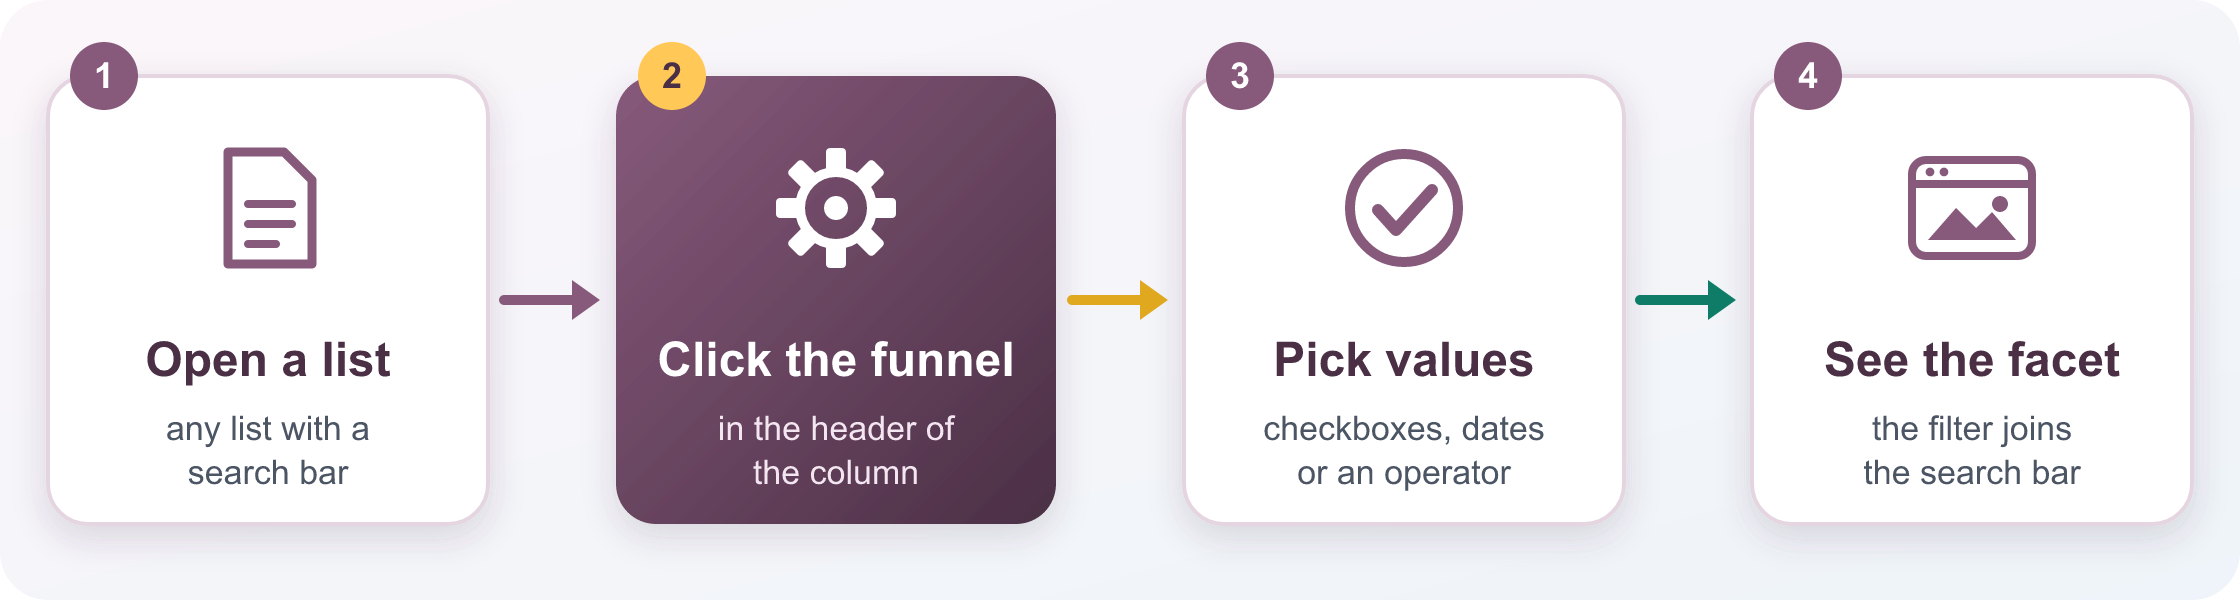 1
Open a list
any list with a
search bar
2
Click the funnel
in the header of
the column
3
Pick values
checkboxes, dates
or an operator
4
See the facet
the filter joins
the search bar